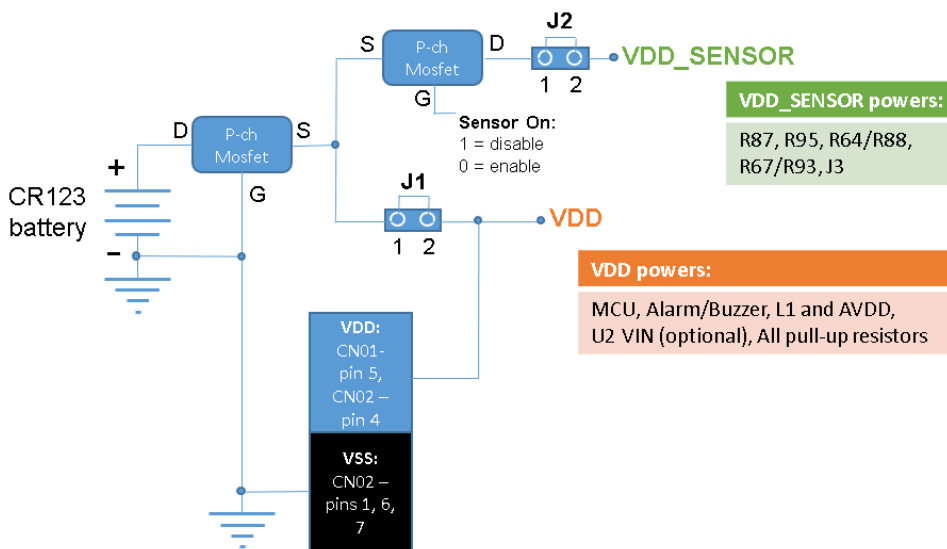 J2
S
P-ch
Mosfet
D
1 2
VDD_SENSOR
G
Sensor On:
1 = disable
0 = enable
VDD_SENSOR powers:
R87, R95, R64/R88,
R67/R93, J3
D
P-ch
Mosfet
S
G
+
CR123
battery
–
J1
1 2
VDD
VDD powers:
MCU, Alarm/Buzzer, L1 and AVDD,
U2 VIN (optional), All pull-up resistors
VDD:
CN01-
pin 5,
CN02 –
pin 4
VSS:
CN02 –
pins 1, 6,
7